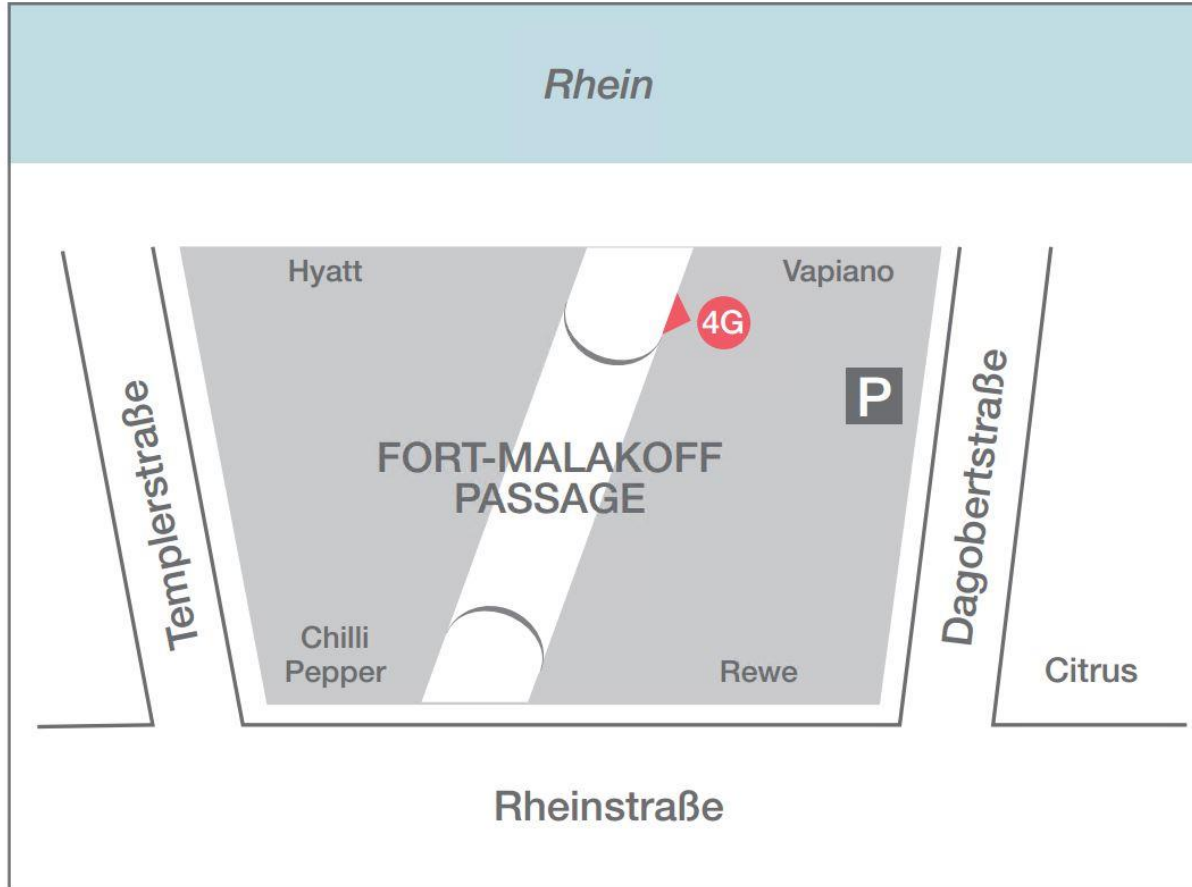 Rhein
Hyatt
Vapiano
4G
P
FORT-MALAKOFF
PASSAGE
Templerstraße
Dagobertstraße
Chilli
Pepper
Rewe
Citrus
Rheinstraße